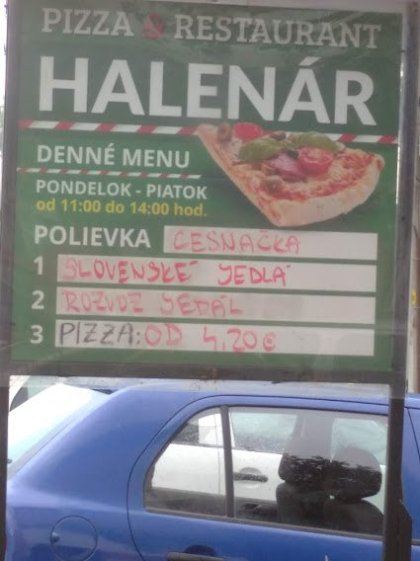 PIZZA & RESTAURANT
HALENÁR
DENNÉ MENU
PONDELOK - PIATOK
od 11:00 do 14:00 hod.
POLIEVKA CESNAČKA
1 SLOVENSKÉ JEDLÁ
2 ROZVOZ JEDÁL
3 PIZZA: OD 4,20€